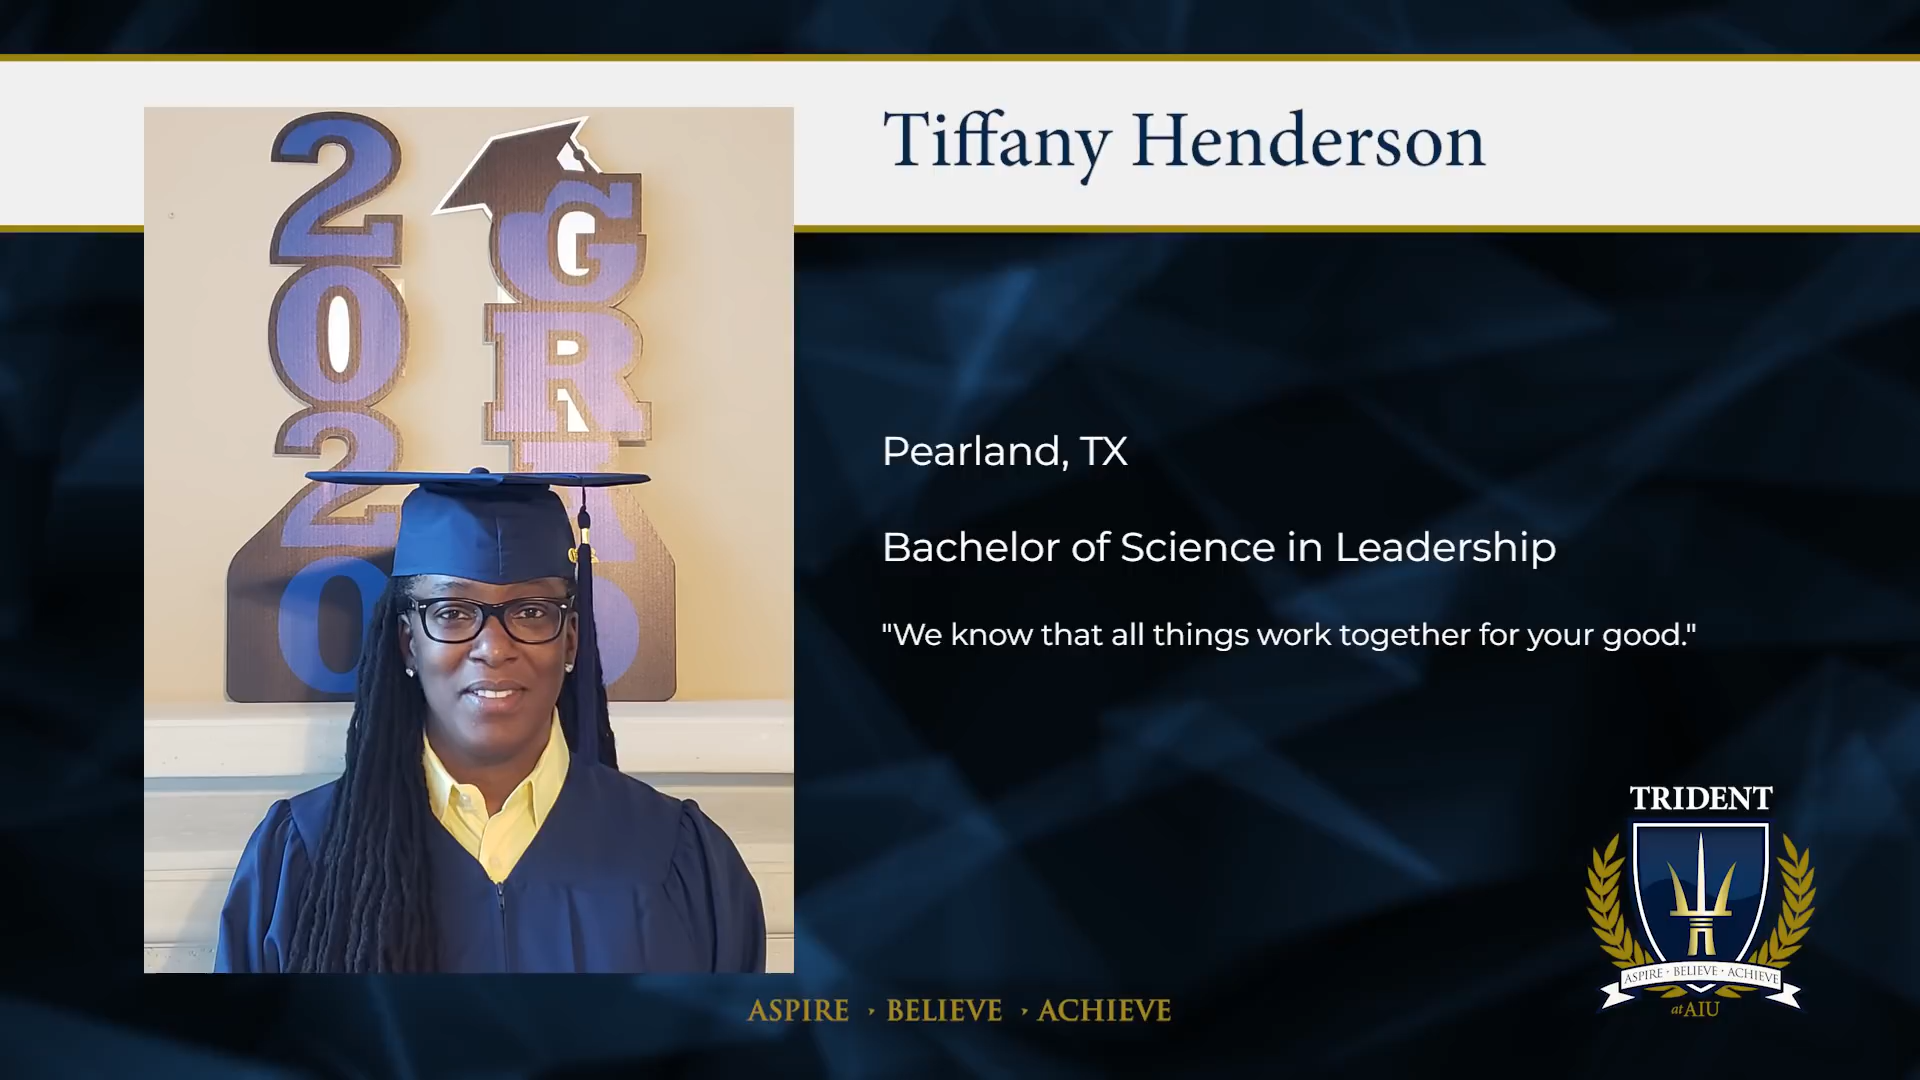 Tiffany Henderson
2020
GRAD
Pearland, TX
Bachelor of Science in Leadership
"We know that all things work together for your good."
TRIDENT
ASPIRE · BELIEVE · ACHIEVE
at AIU
ASPIRE · BELIEVE · ACHIEVE